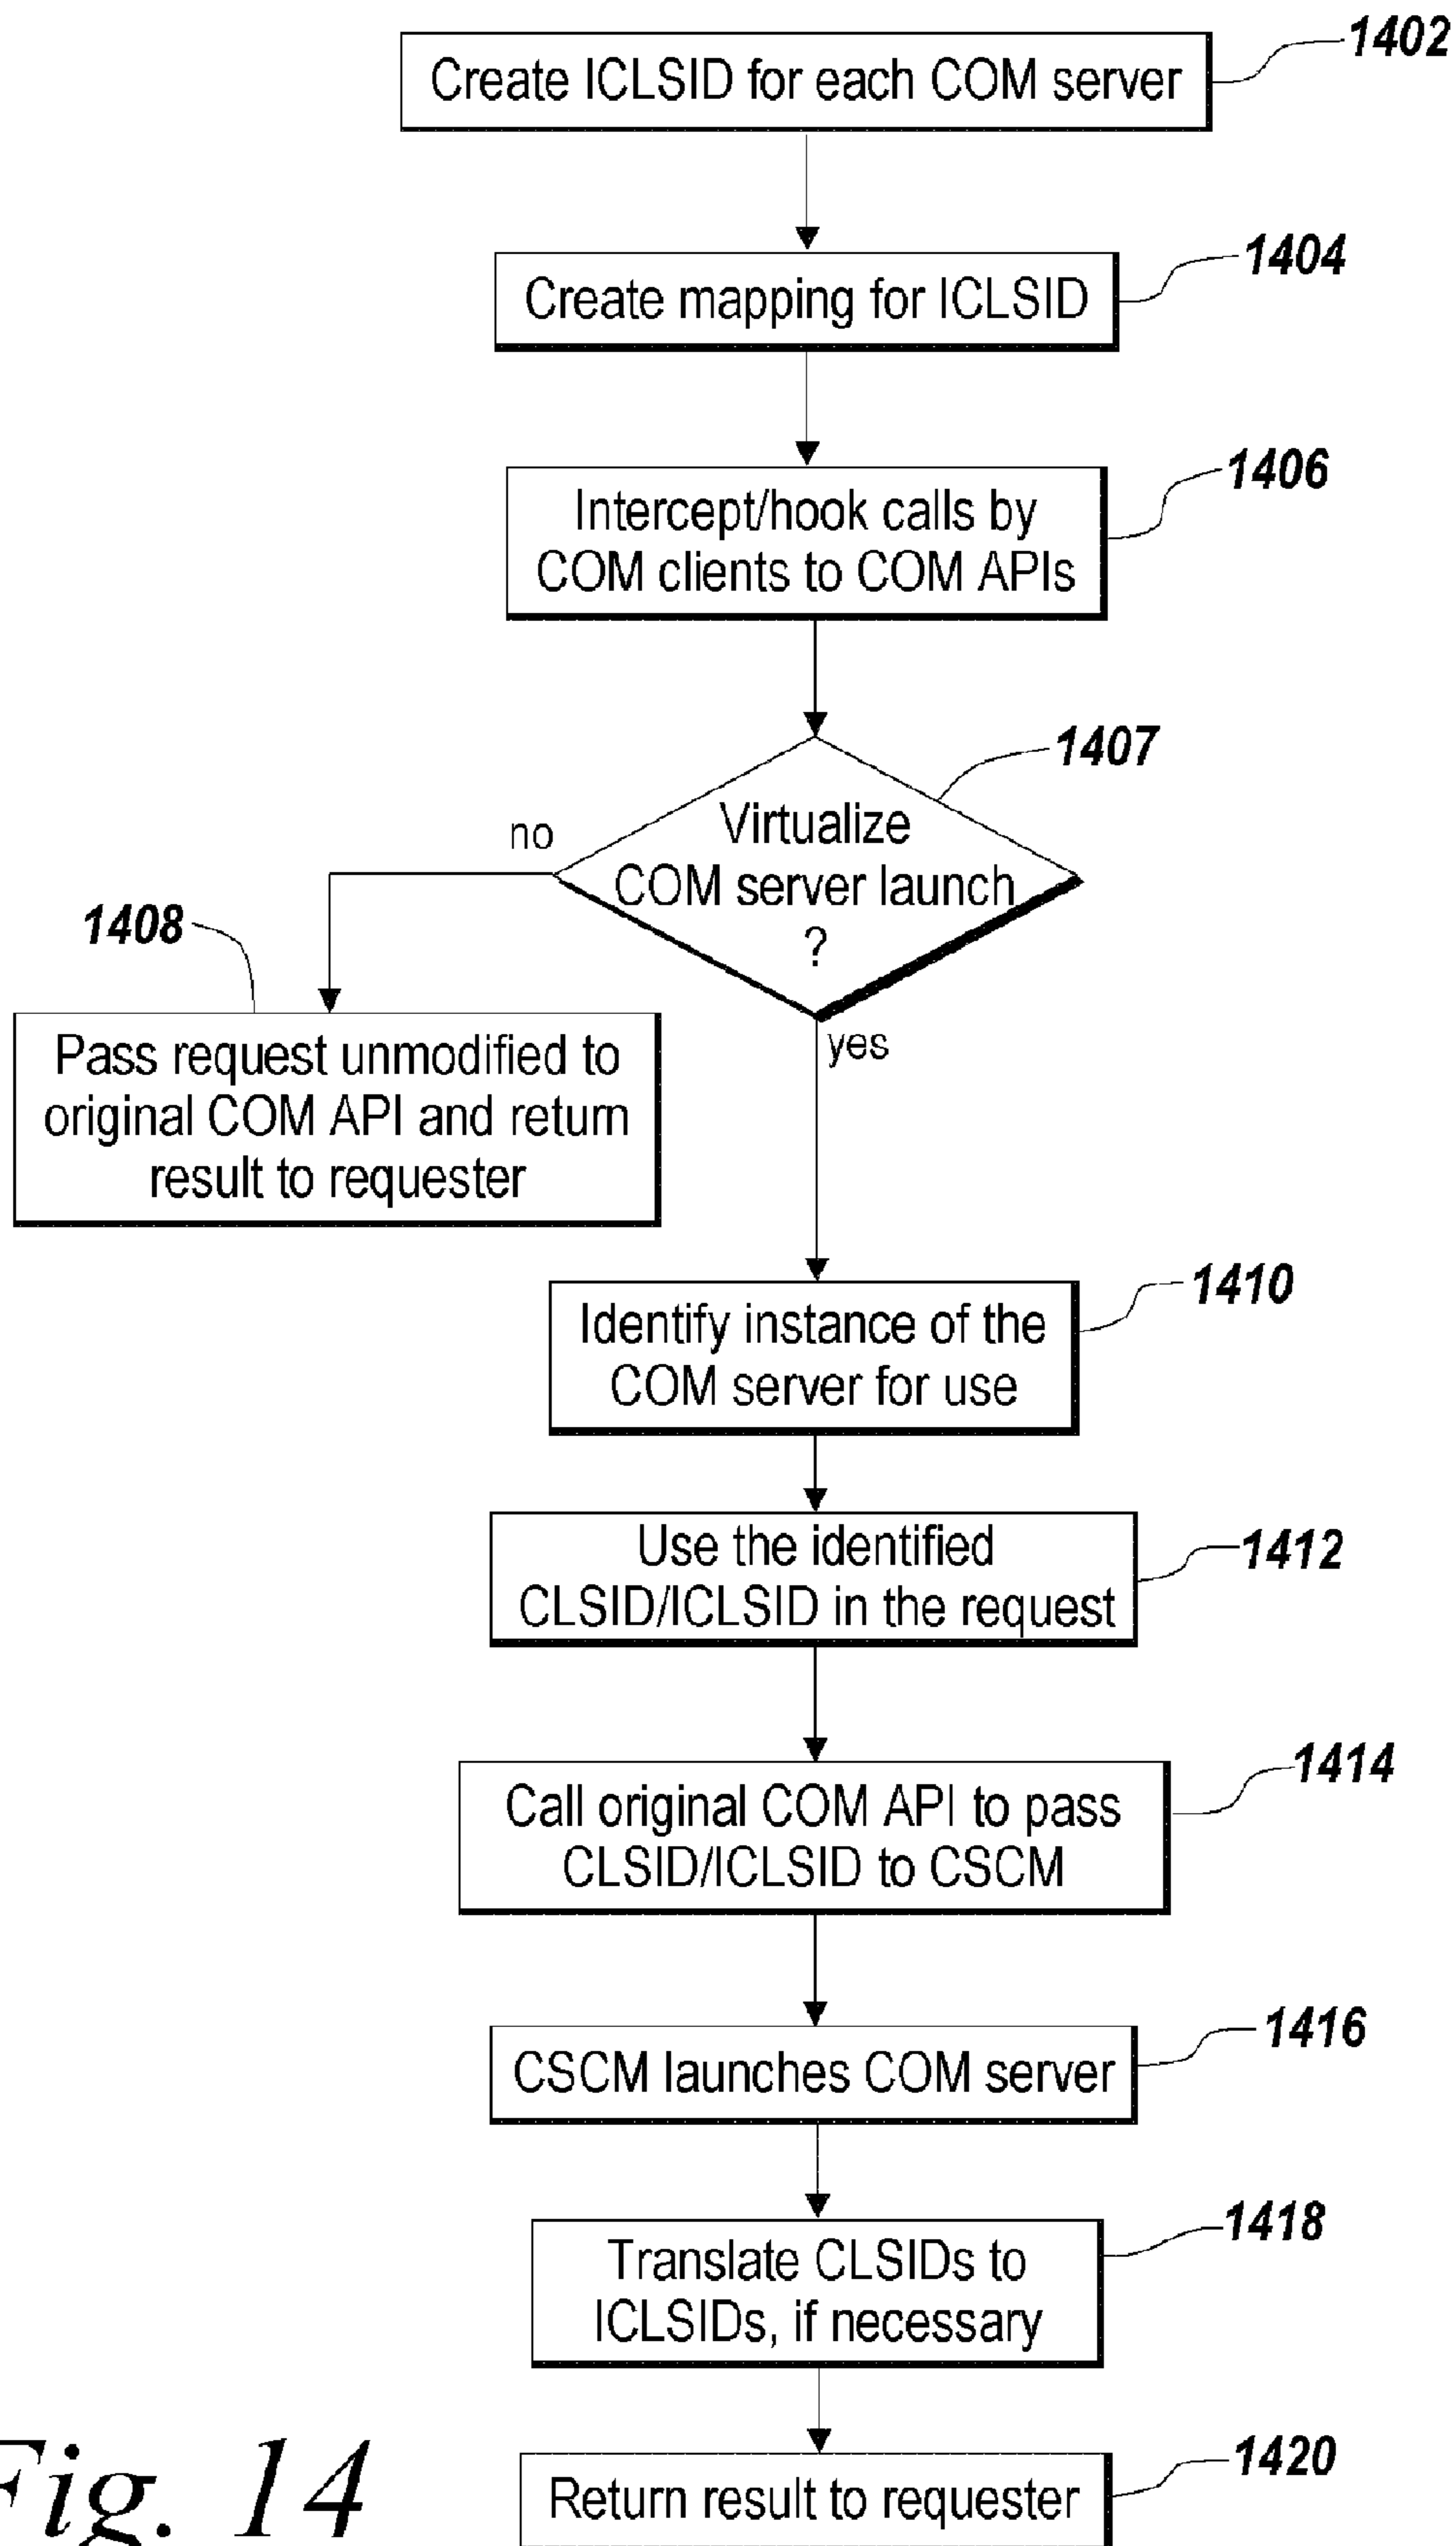 1402
Create ICLSID for each COM server
1404
Create mapping for ICLSID
1406
Intercept/hook calls by
COM clients to COM APIs
1407
Virtualize
COM server launch
?
no
yes
1408
Pass request unmodified to
original COM API and return
result to requester
1410
Identify instance of the
COM server for use
1412
Use the identified
CLSID/ICLSID in the request
1414
Call original COM API to pass
CLSID/ICLSID to CSCM
1416
CSCM launches COM server
1418
Translate CLSIDs to
ICLSIDs, if necessary
1420
Return result to requester
Fig. 14